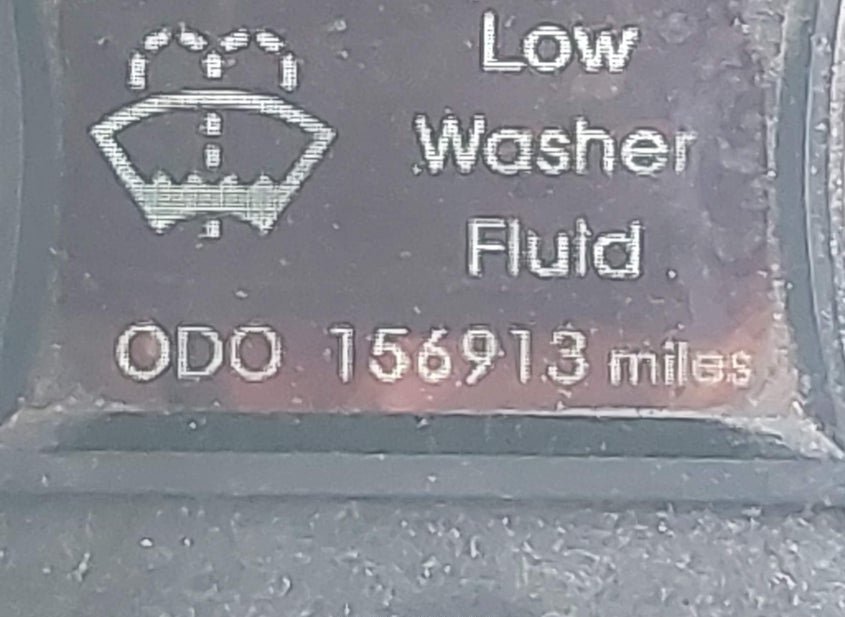 Low
Washer
Fluid
ODO 156913 miles